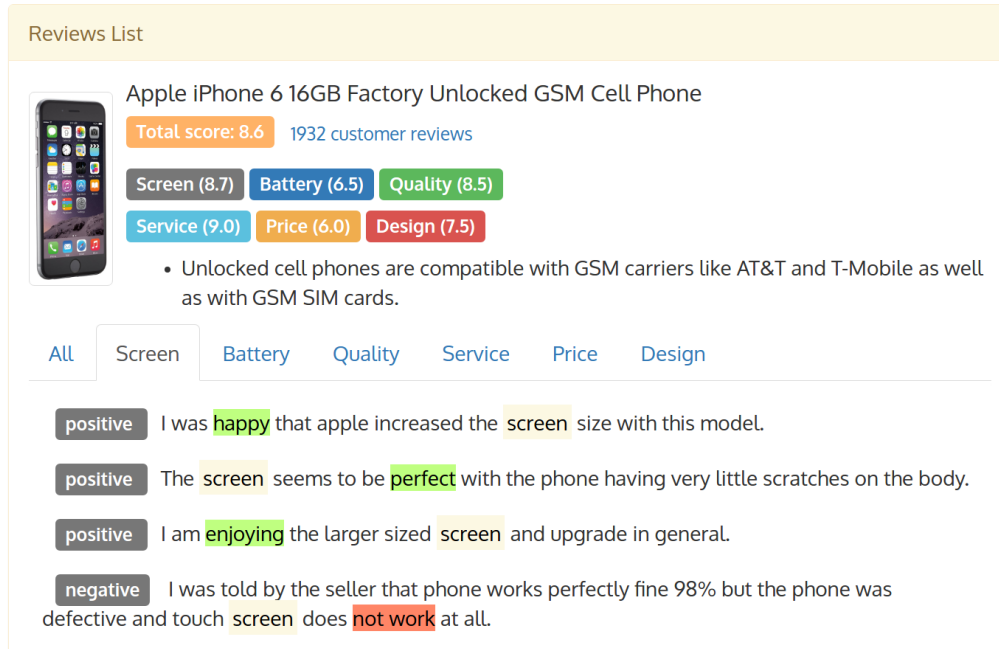 Reviews List
Apple iPhone 6 16GB Factory Unlocked GSM Cell Phone
Total score: 8.6 1932 customer reviews
Screen (8.7) Battery (6.5) Quality (8.5)
Service (9.0) Price (6.0) Design (7.5)
• Unlocked cell phones are compatible with GSM carriers like AT&T and T-Mobile as well
as with GSM SIM cards.
All Screen Battery Quality Service Price Design
positive I was happy that apple increased the screen size with this model.
positive The screen seems to be perfect with the phone having very little scratches on the body.
positive I am enjoying the larger sized screen and upgrade in general.
negative I was told by the seller that phone works perfectly fine 98% but the phone was
defective and touch screen does not work at all.